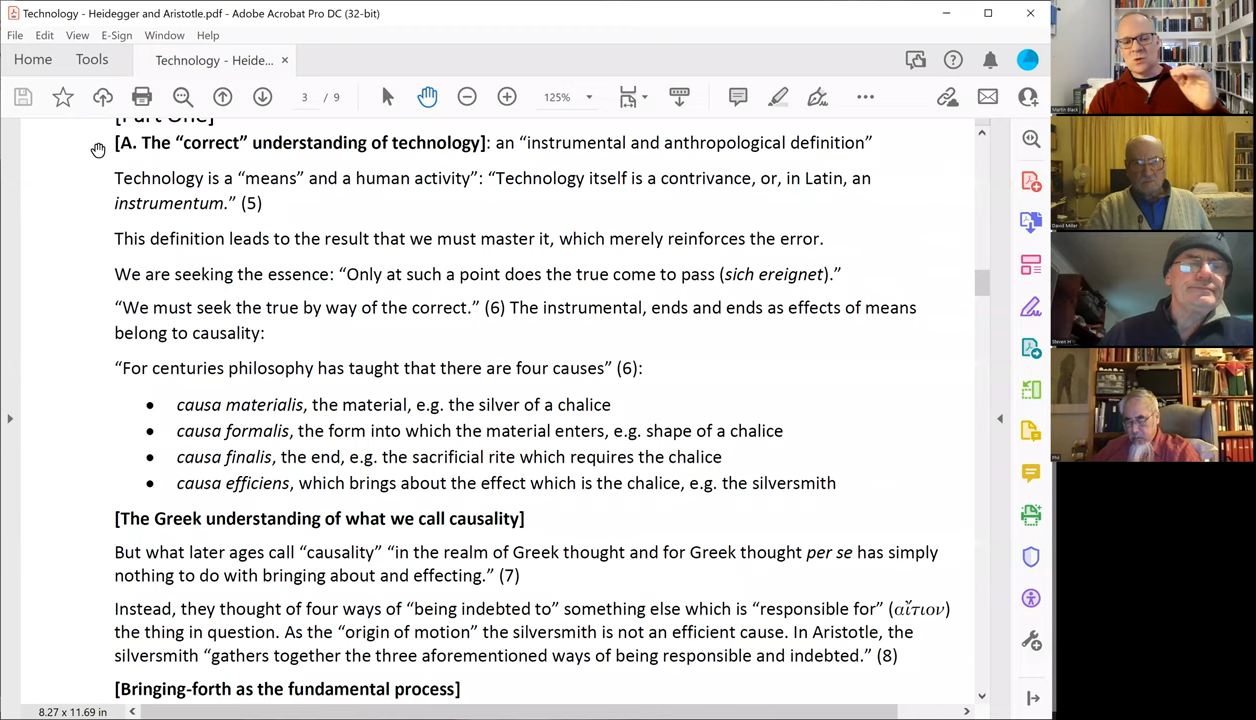 Technology - Heidegger and Aristotle.pdf - Adobe Acrobat Pro DC (32-bit)
File Edit View E-Sign Window Help
Home Tools Technology - Heide... ×
3 / 9 125%
[Part One]
[A. The “correct” understanding of technology]: an “instrumental and anthropological definition”
Technology is a “means” and a human activity”: “Technology itself is a contrivance, or, in Latin, an
instrumentum.” (5)
This definition leads to the result that we must master it, which merely reinforces the error.
We are seeking the essence: “Only at such a point does the true come to pass (sich ereignet).”
“We must seek the true by way of the correct.” (6) The instrumental, ends and ends as effects of means
belong to causality:
“For centuries philosophy has taught that there are four causes” (6):
• causa materialis, the material, e.g. the silver of a chalice
• causa formalis, the form into which the material enters, e.g. shape of a chalice
• causa finalis, the end, e.g. the sacrificial rite which requires the chalice
• causa efficiens, which brings about the effect which is the chalice, e.g. the silversmith
[The Greek understanding of what we call causality]
But what later ages call “causality” “in the realm of Greek thought and for Greek thought per se has simply
nothing to do with bringing about and effecting.” (7)
Instead, they thought of four ways of “being indebted to” something else which is “responsible for” (αἴτιον)
the thing in question. As the “origin of motion” the silversmith is not an efficient cause. In Aristotle, the
silversmith “gathers together the three aforementioned ways of being responsible and indebted.” (8)
[Bringing-forth as the fundamental process]
8.27 x 11.69 in
Martin Black
David Miller
Steven H
Phil